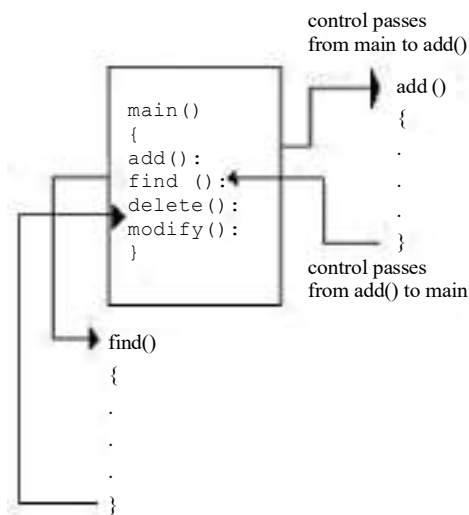 control passes
from main to add()
main()
{
add():
find ():
delete():
modify():
}
add ()
{
.
.
.
}
control passes
from add() to main
find()
{
.
.
.
}